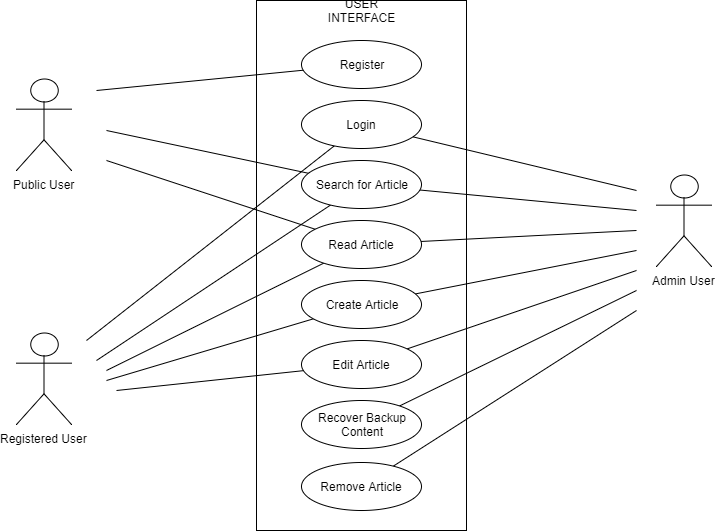 USER
INTERFACE
Register
Login
Public User
Search for Article
Read Article
Admin User
Create Article
Edit Article
Recover Backup
Content
Registered User
Remove Article